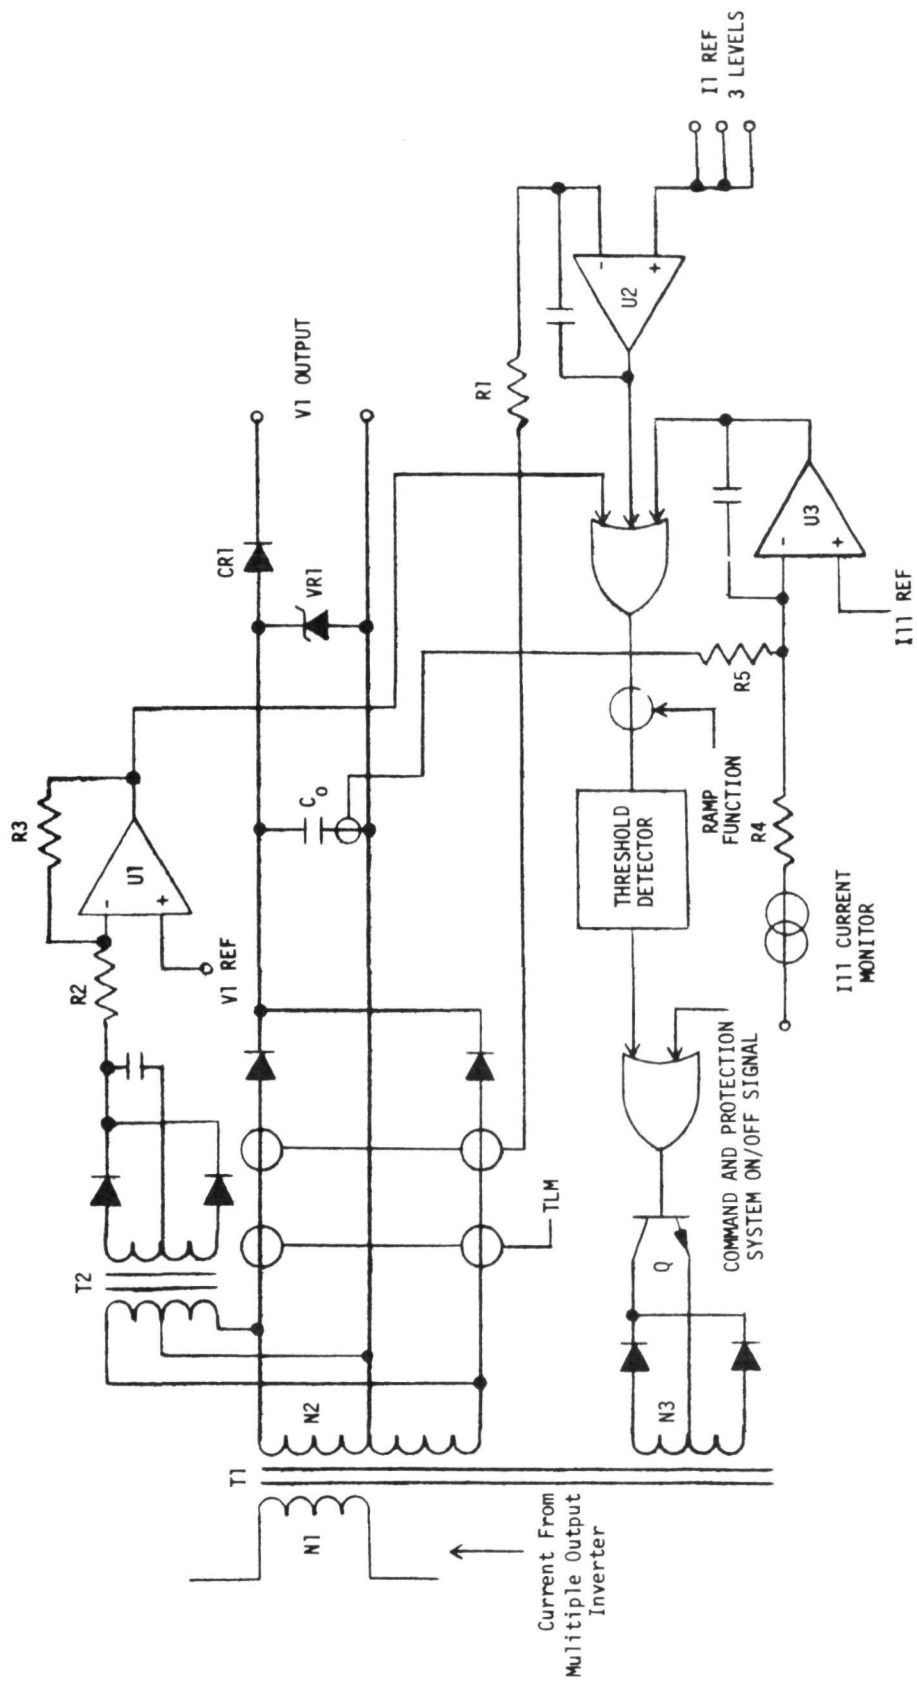 T2
R2
R3
U1
-
+
V1 REF
CR1
V1 OUTPUT
VR1
C₀
T1
N1
N2
N3
Current From
Mulitiple Output
Inverter
TLM
R1
I1 REF
3 LEVELS
-
+
U2
Q
COMMAND AND PROTECTION
SYSTEM ON/OFF SIGNAL
THRESHOLD
DETECTOR
RAMP
FUNCTION
R4
R5
I11 CURRENT
MONITOR
-
+
U3
I11 REF